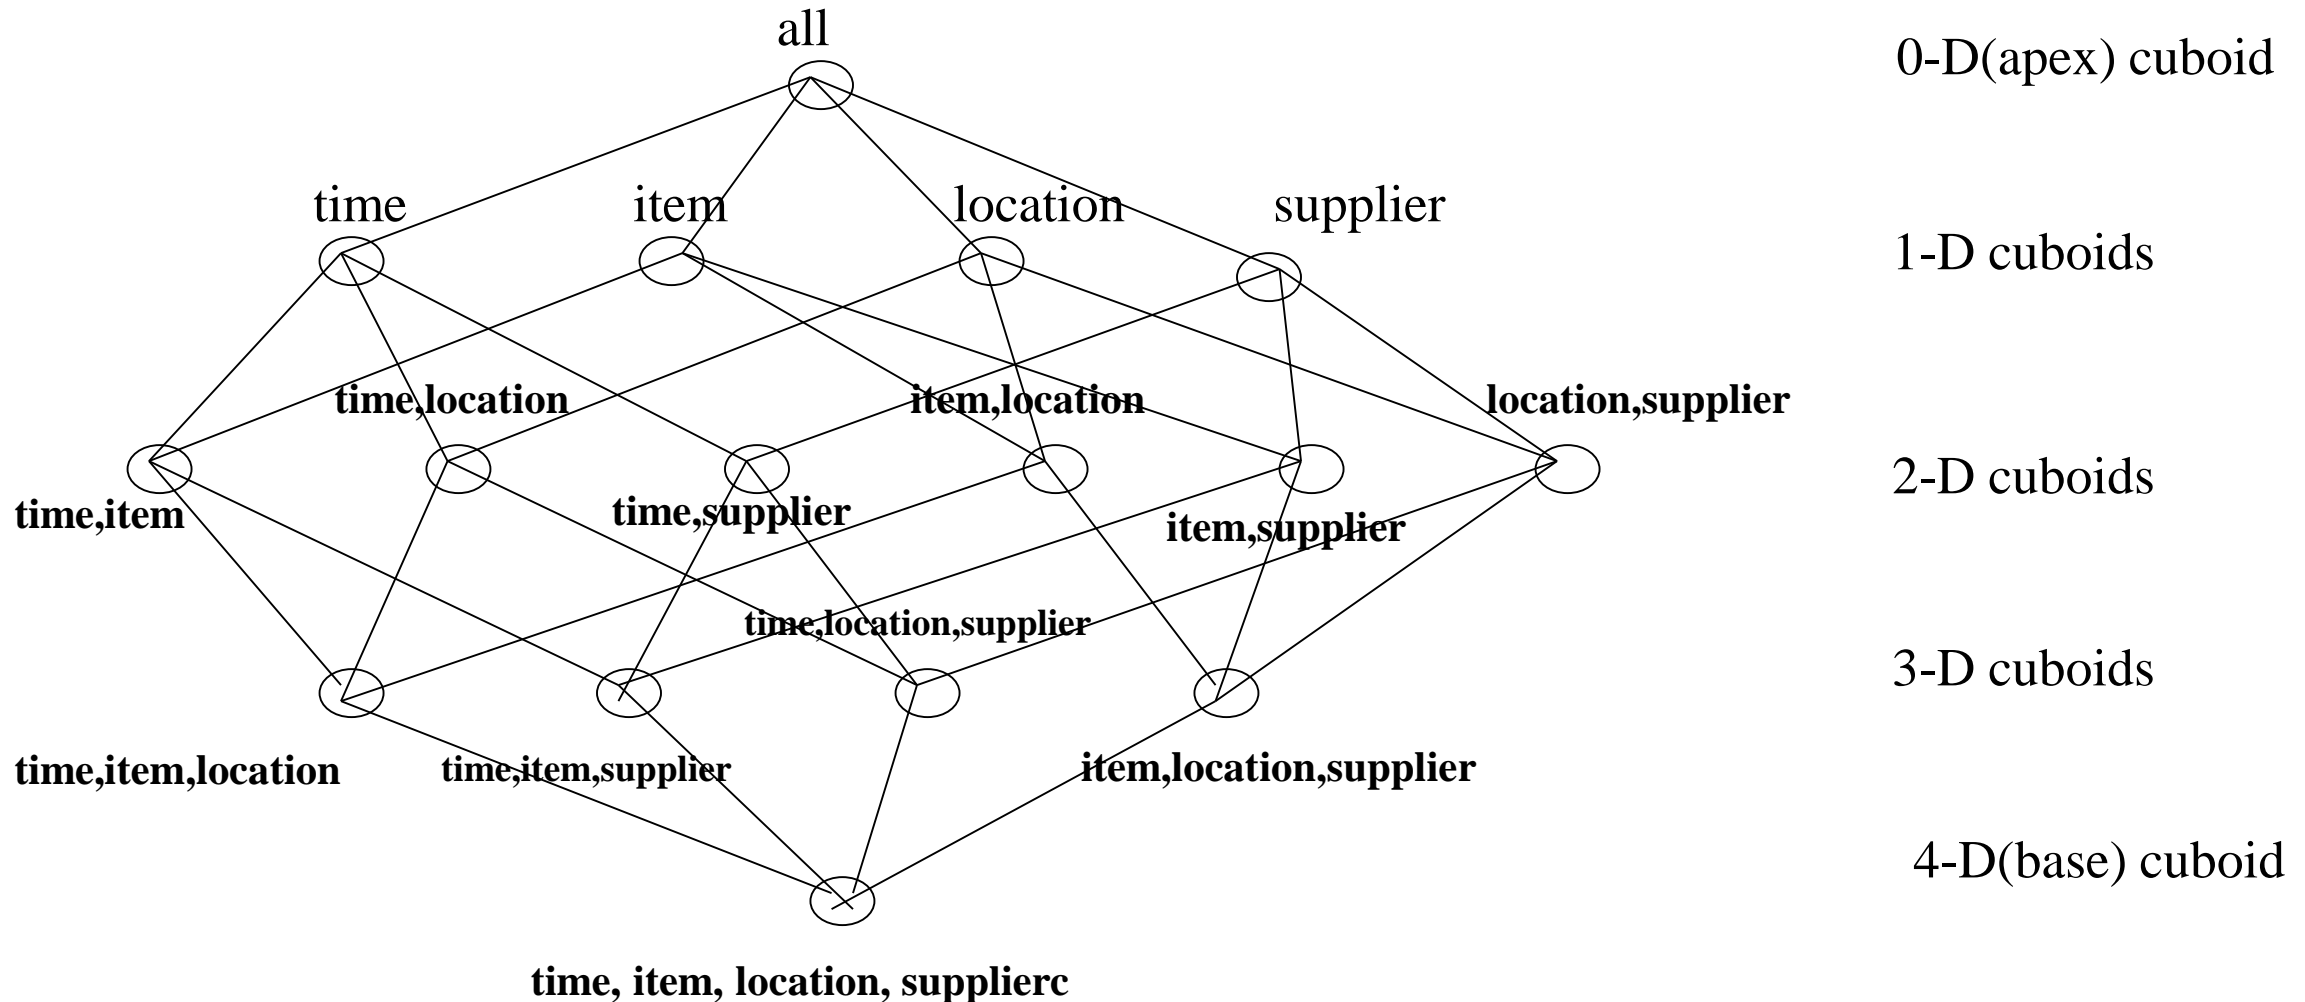 all
0-D(apex) cuboid
time
item
location
supplier
1-D cuboids
time,location
item,location
location,supplier
2-D cuboids
time,item
time,supplier
item,supplier
time,location,supplier
3-D cuboids
time,item,location
time,item,supplier
item,location,supplier
4-D(base) cuboid
time, item, location, supplierc